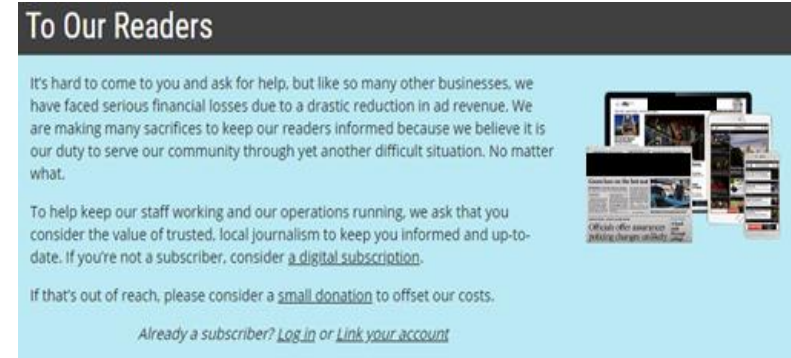 To Our Readers
It's hard to come to you and ask for help, but like so many other businesses, we
have faced serious financial losses due to a drastic reduction in ad revenue. We
are making many sacrifices to keep our readers informed because we believe it is
our duty to serve our community through yet another difficult situation. No matter
what.
To help keep our staff working and our operations running, we ask that you
consider the value of trusted, local journalism to keep you informed and up-to-
date. If you're not a subscriber, consider a digital subscription.
If that's out of reach, please consider a small donation to offset our costs.
Already a subscriber? Log in or Link your account
Officials offer assurances
policing changes unlikely